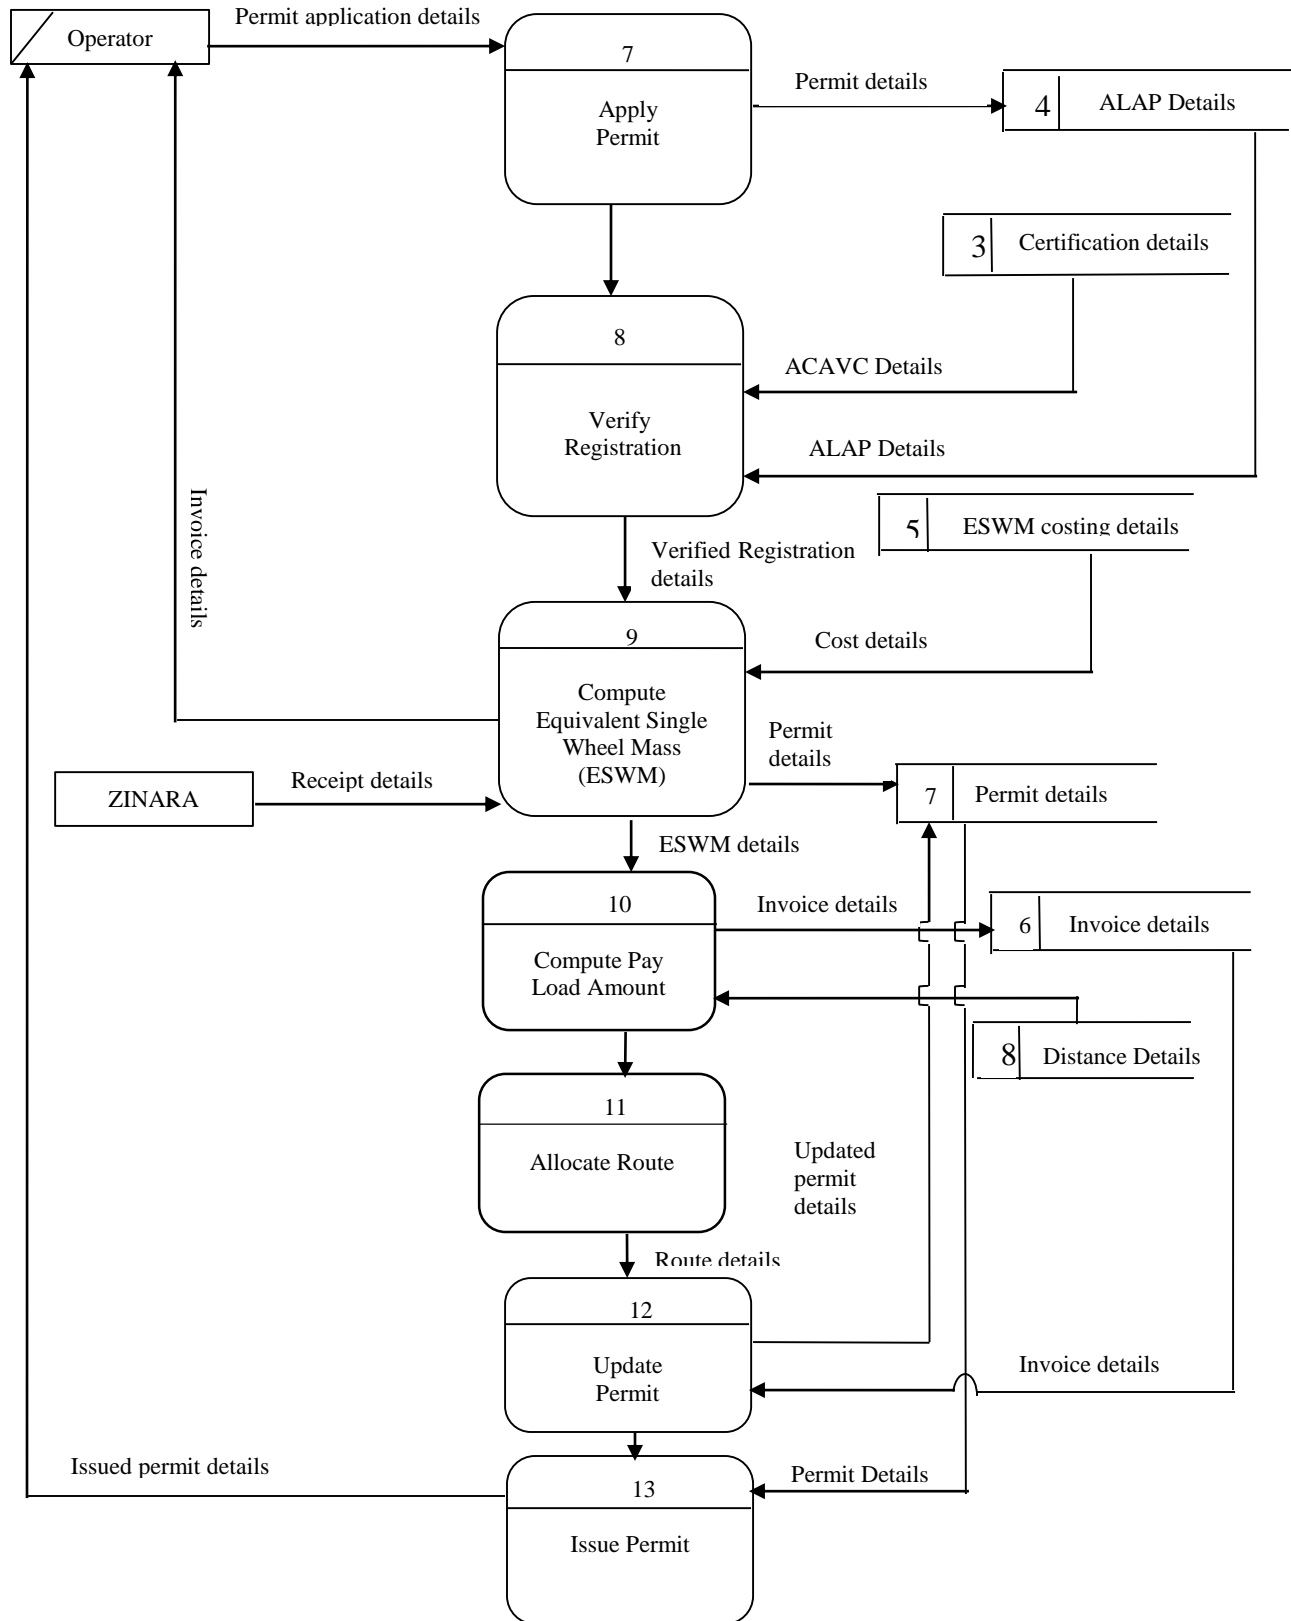 Permit application details
Operator
7
Apply
Permit
Permit details
4
ALAP Details
3
Certification details
8
Verify
Registration
ACAVC Details
ALAP Details
Invoice details
5
ESWM costing details
Verified Registration
details
9
Compute
Equivalent Single
Wheel Mass
(ESWM)
Cost details
Permit
details
ZINARA
Receipt details
7
Permit details
ESWM details
10
Compute Pay
Load Amount
Invoice details
6
Invoice details
8
Distance Details
11
Allocate Route
Updated
permit
details
Route details
12
Update
Permit
Invoice details
Issued permit details
13
Issue Permit
Permit Details